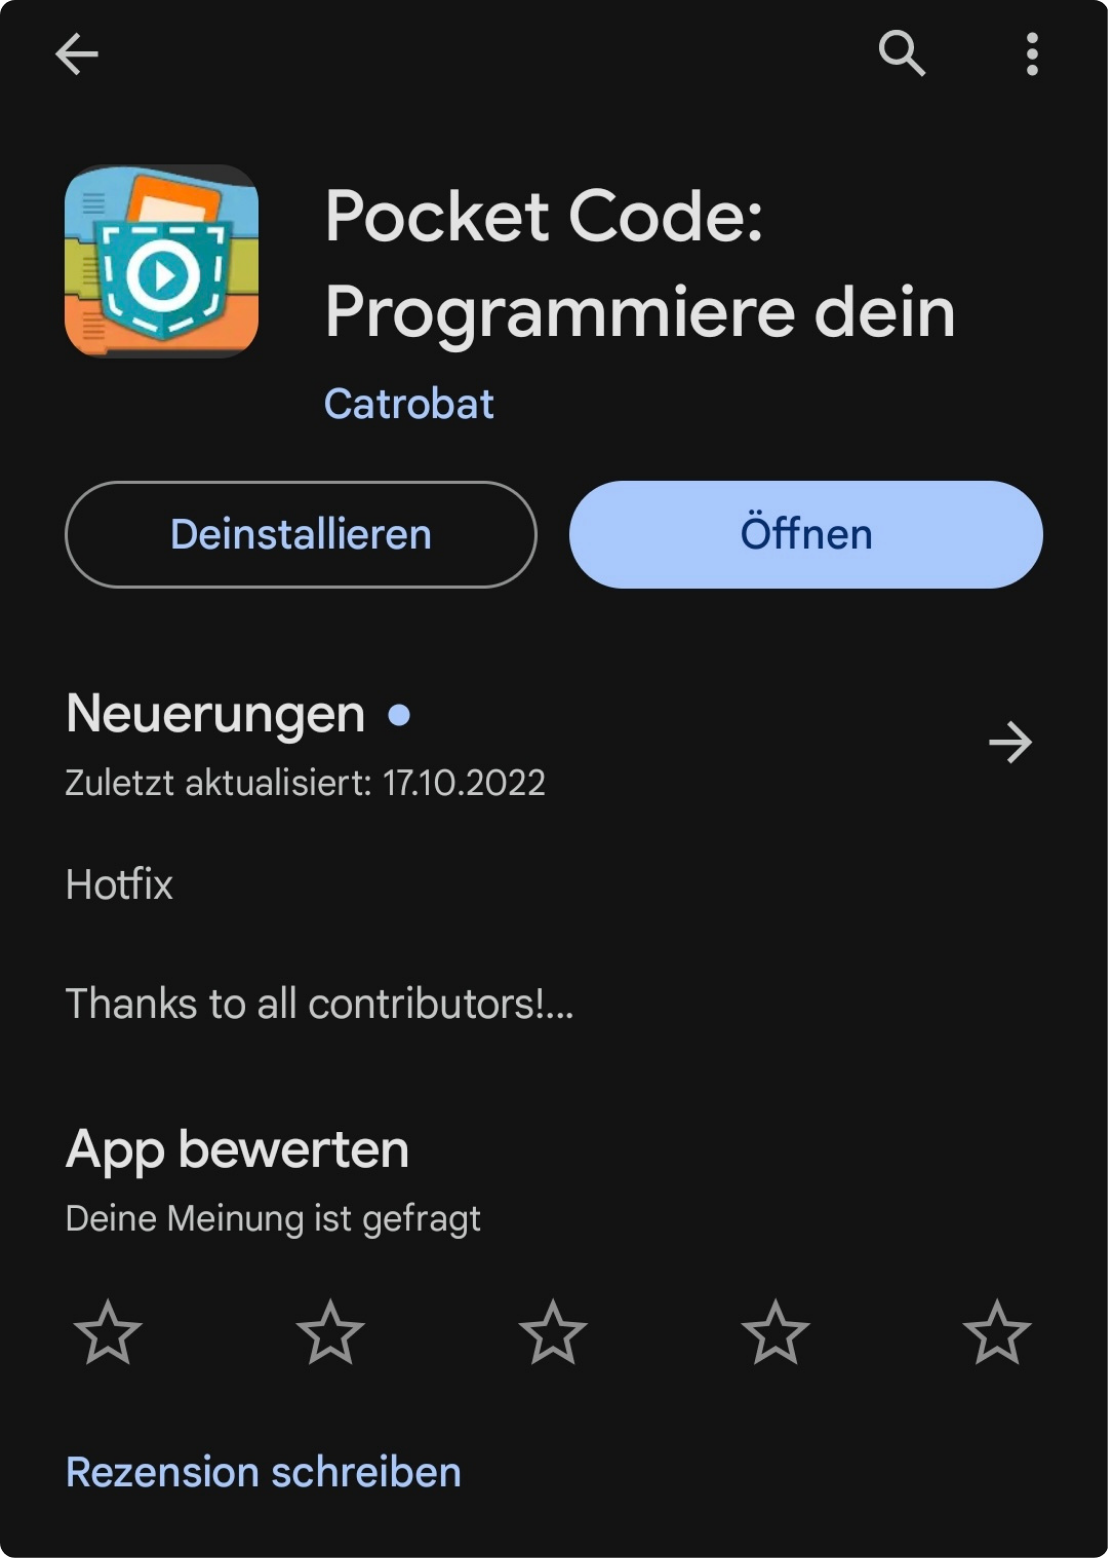 Pocket Code:
Programmiere dein
Catrobat
Deinstallieren
Öffnen
Neuerungen
Zuletzt aktualisiert: 17.10.2022
Hotfix
Thanks to all contributors!...
App bewerten
Deine Meinung ist gefragt
Rezension schreiben